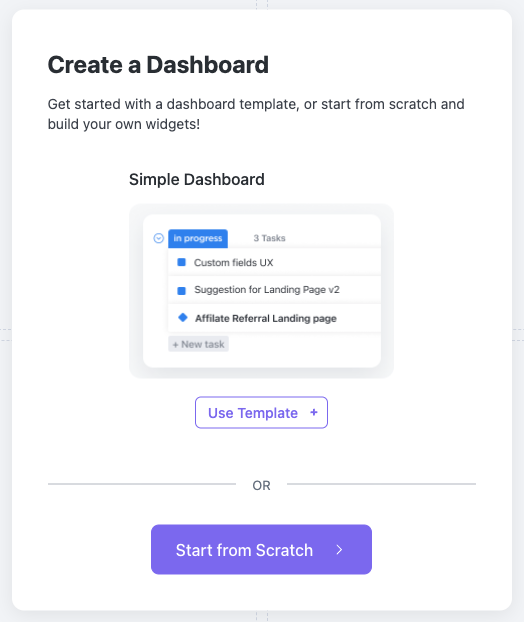 Create a Dashboard
Get started with a dashboard template, or start from scratch and
build your own widgets!
Simple Dashboard
in progress 3 Tasks
Custom fields UX
Suggestion for Landing Page v2
Affilate Referral Landing page
+ New task
Use Template +
OR
Start from Scratch